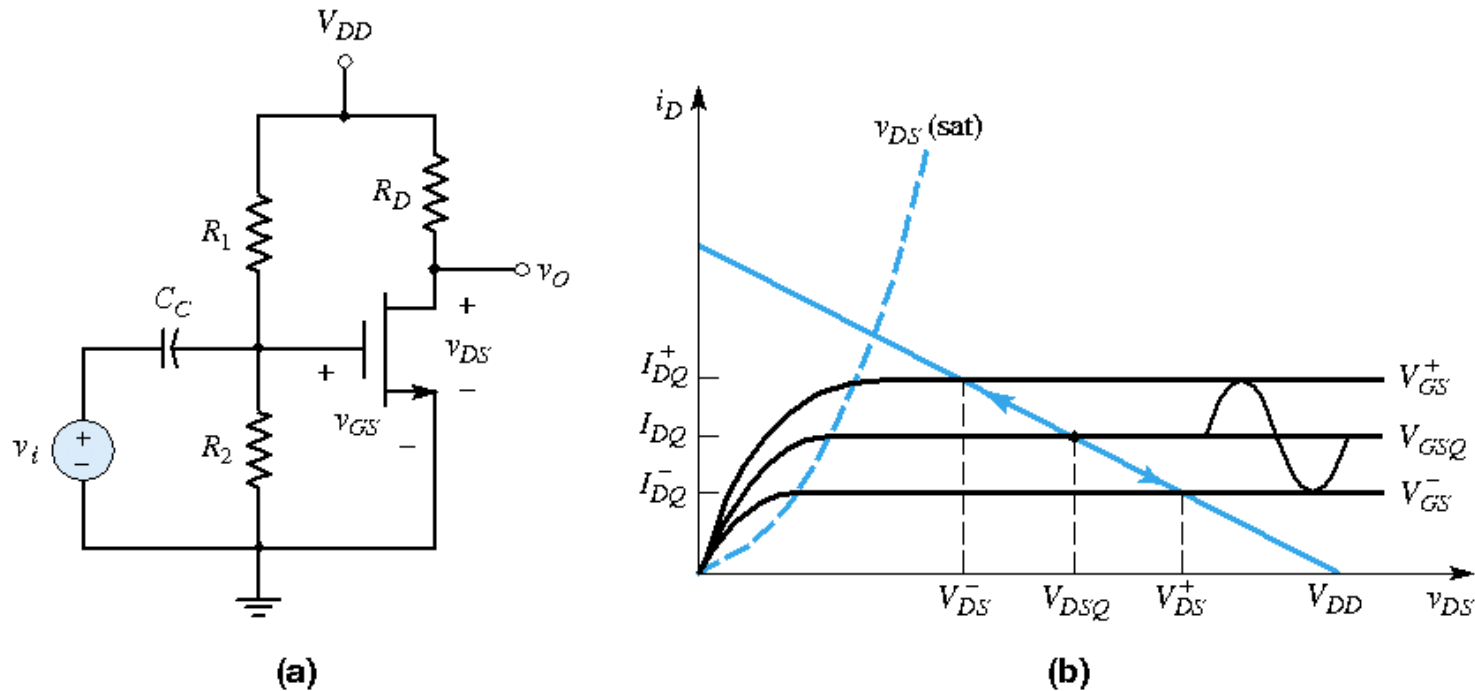 V_DD
R_1
R_D
v_O
C_C
+
+
v_DS
−
v_GS
−
v_i
+
−
R_2
(a)
i_D
v_DS (sat)
I_DQ^+
V_GS^+
I_DQ
V_GSQ
I_DQ^−
V_GS^−
V_DS^−
V_DSQ
V_DS^+
V_DD
v_DS
(b)